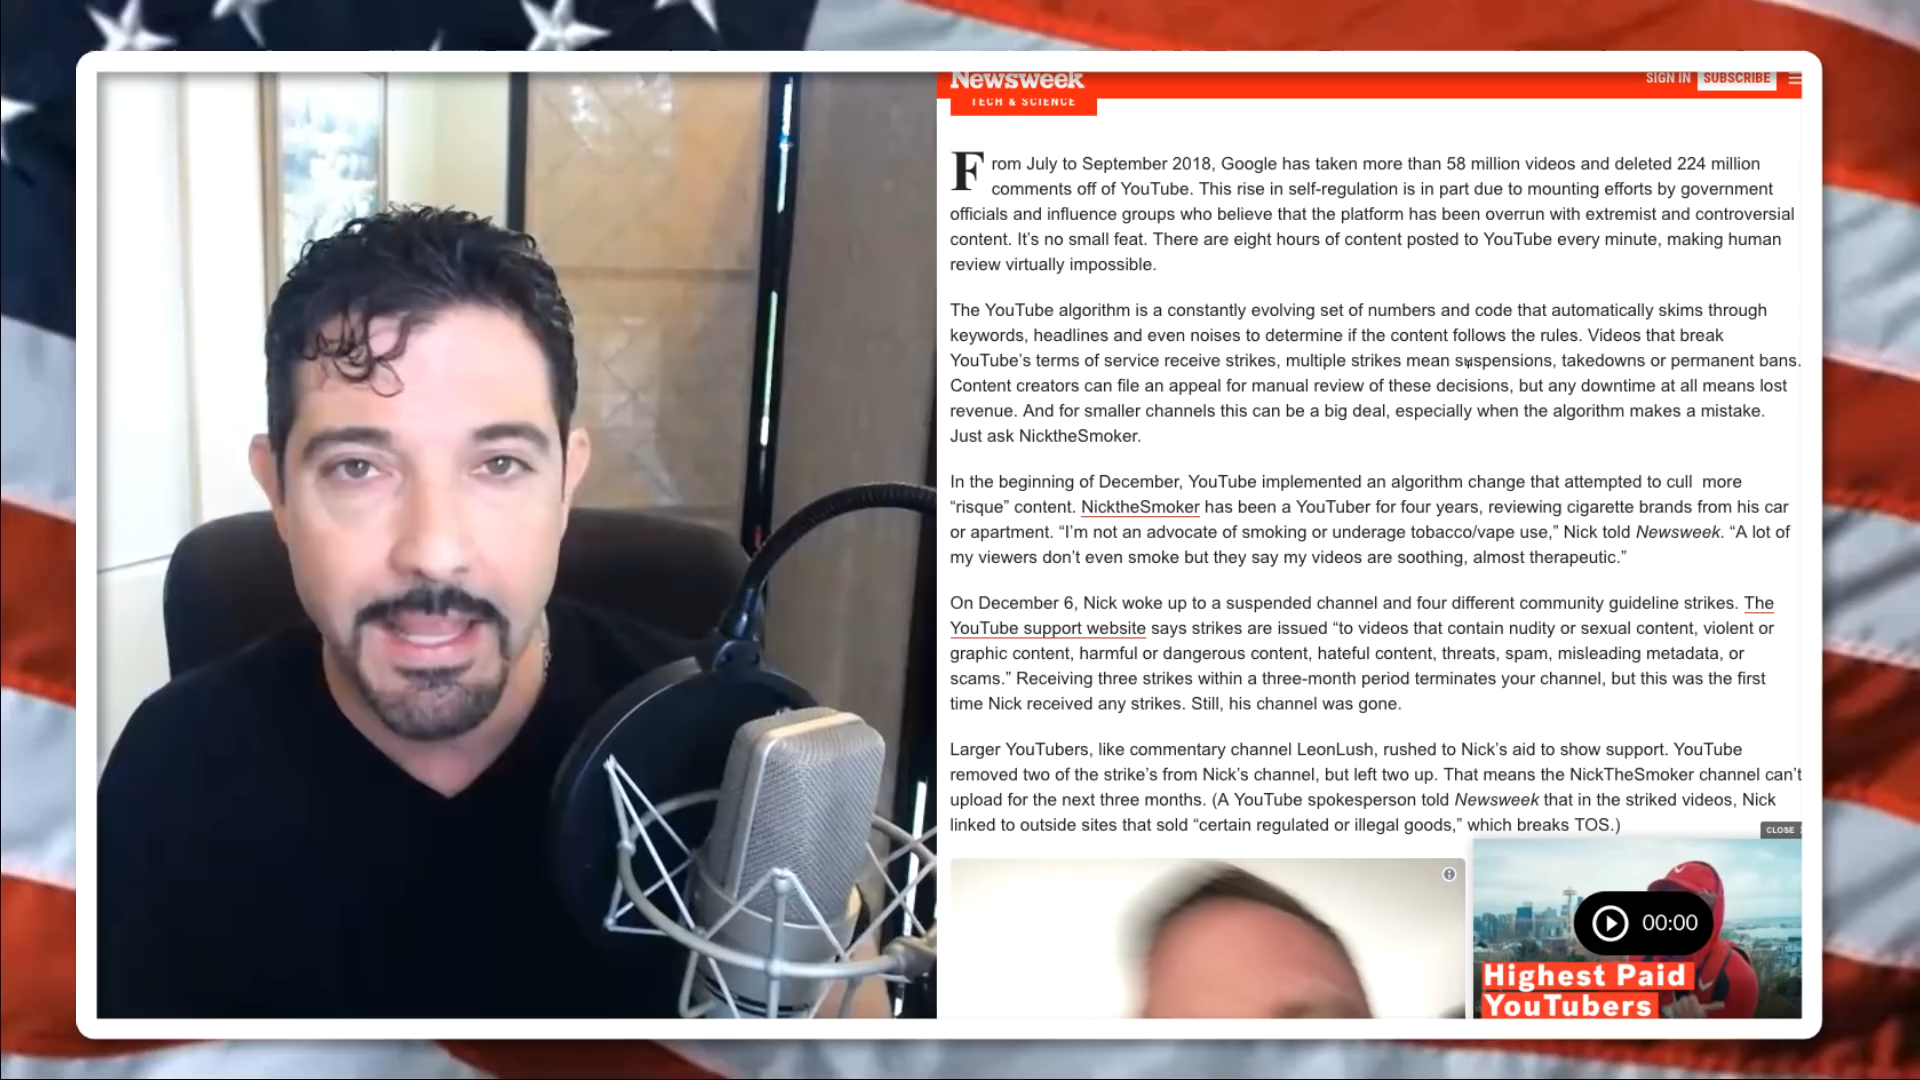 Newsweek
SIGN IN SUBSCRIBE
TECH & SCIENCE
From July to September 2018, Google has taken more than 58 million videos and deleted 224 million
comments off of YouTube. This rise in self-regulation is in part due to mounting efforts by government
officials and influence groups who believe that the platform has been overrun with extremist and controversial
content. It’s no small feat. There are eight hours of content posted to YouTube every minute, making human
review virtually impossible.
The YouTube algorithm is a constantly evolving set of numbers and code that automatically skims through
keywords, headlines and even noises to determine if the content follows the rules. Videos that break
YouTube’s terms of service receive strikes, multiple strikes mean suspensions, takedowns or permanent bans.
Content creators can file an appeal for manual review of these decisions, but any downtime at all means lost
revenue. And for smaller channels this can be a big deal, especially when the algorithm makes a mistake.
Just ask NicktheSmoker.
In the beginning of December, YouTube implemented an algorithm change that attempted to cull more
“risque” content. NicktheSmoker has been a YouTuber for four years, reviewing cigarette brands from his car
or apartment. “I’m not an advocate of smoking or underage tobacco/vape use,” Nick told Newsweek. “A lot of
my viewers don’t even smoke but they say my videos are soothing, almost therapeutic.”
On December 6, Nick woke up to a suspended channel and four different community guideline strikes. The
YouTube support website says strikes are issued “to videos that contain nudity or sexual content, violent or
graphic content, harmful or dangerous content, hateful content, threats, spam, misleading metadata, or
scams.” Receiving three strikes within a three-month period terminates your channel, but this was the first
time Nick received any strikes. Still, his channel was gone.
Larger YouTubers, like commentary channel LeonLush, rushed to Nick’s aid to show support. YouTube
removed two of the strike’s from Nick’s channel, but left two up. That means the NickTheSmoker channel can’t
upload for the next three months. (A YouTube spokesperson told Newsweek that in the striked videos, Nick
linked to outside sites that sold “certain regulated or illegal goods,” which breaks TOS.)
CLOSE
00:00
Highest Paid
YouTubers